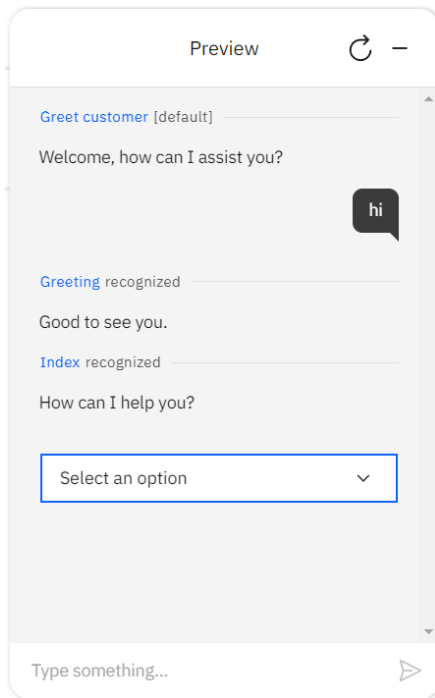 Preview
Greet customer [default]
Welcome, how can I assist you?
hi
Greeting recognized
Good to see you.
Index recognized
How can I help you?
Select an option
Type something...